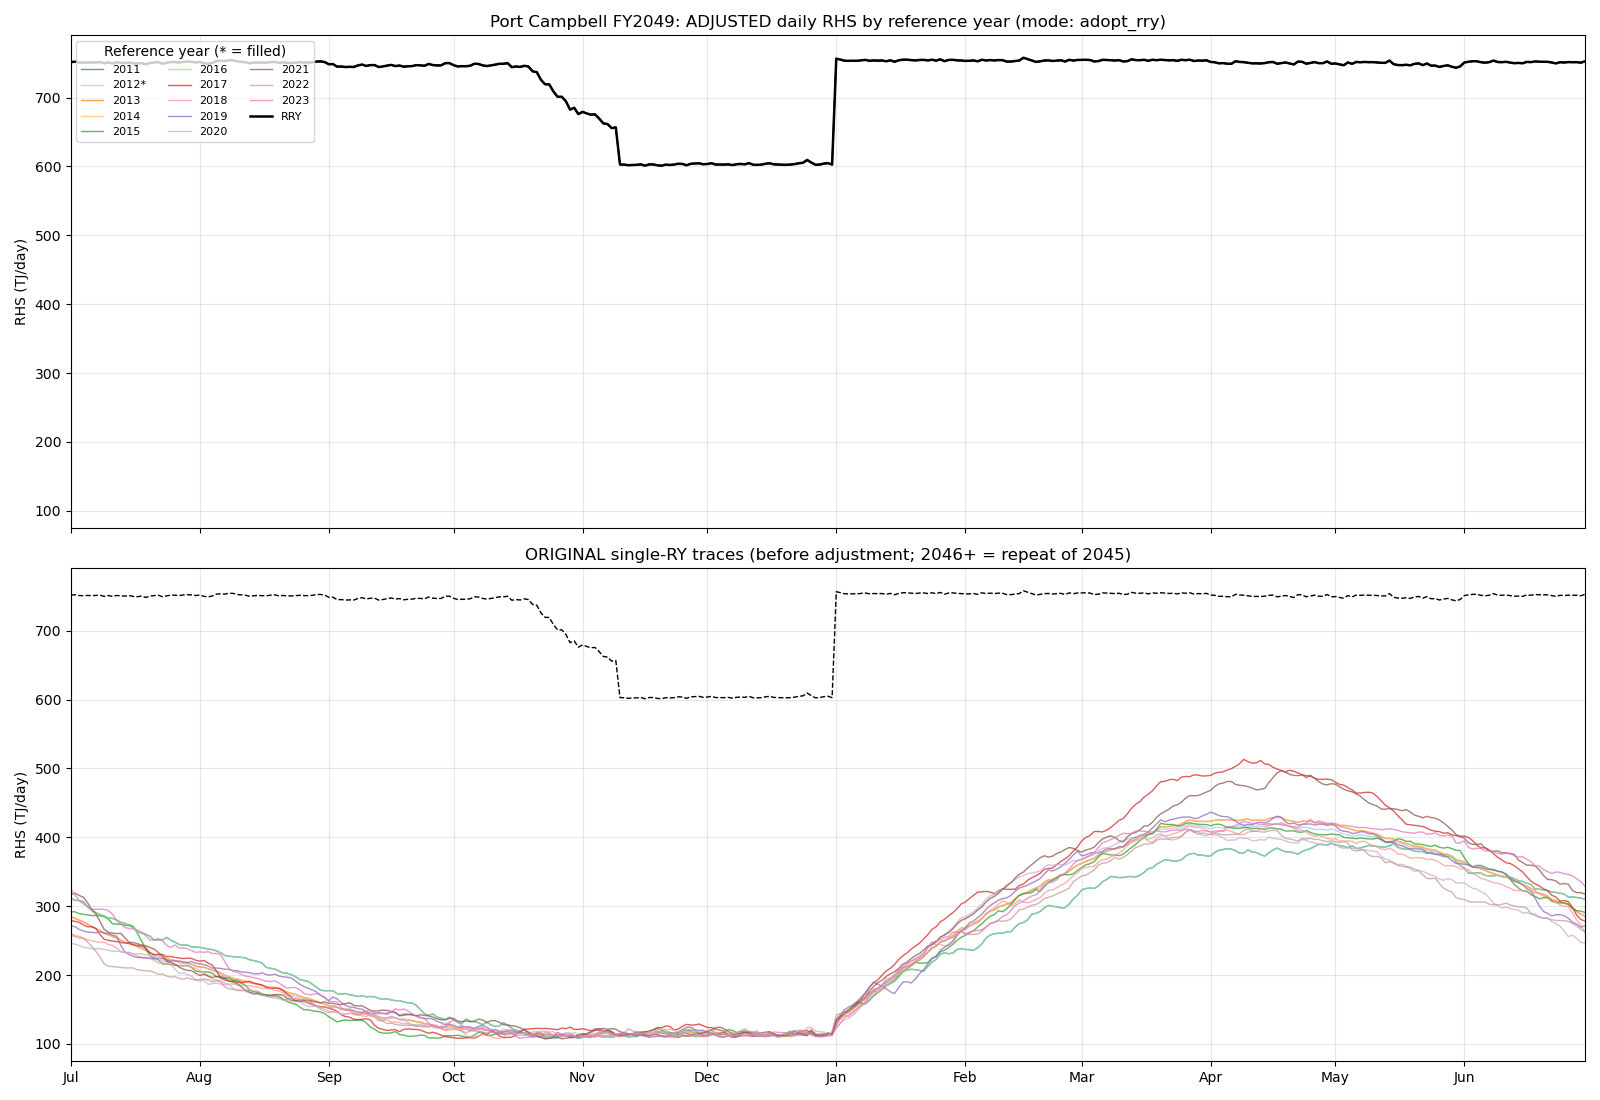 Port Campbell FY2049: ADJUSTED daily RHS by reference year (mode: adopt_rry)
Reference year (* = filled)
2011 2016 2021
2012* 2017 2022
2013 2018 2023
2014 2019 RRY
2015 2020
RHS (TJ/day)
700
600
500
400
300
200
100
ORIGINAL single-RY traces (before adjustment; 2046+ = repeat of 2045)
RHS (TJ/day)
700
600
500
400
300
200
100
Jul Aug Sep Oct Nov Dec Jan Feb Mar Apr May Jun